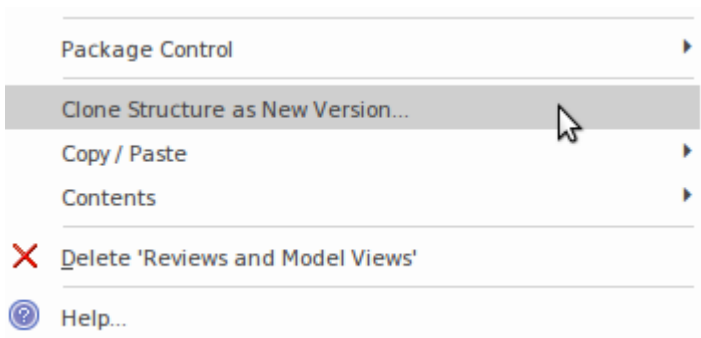 Package Control
Clone Structure as New Version...
Copy / Paste
Contents
Delete 'Reviews and Model Views'
Help...